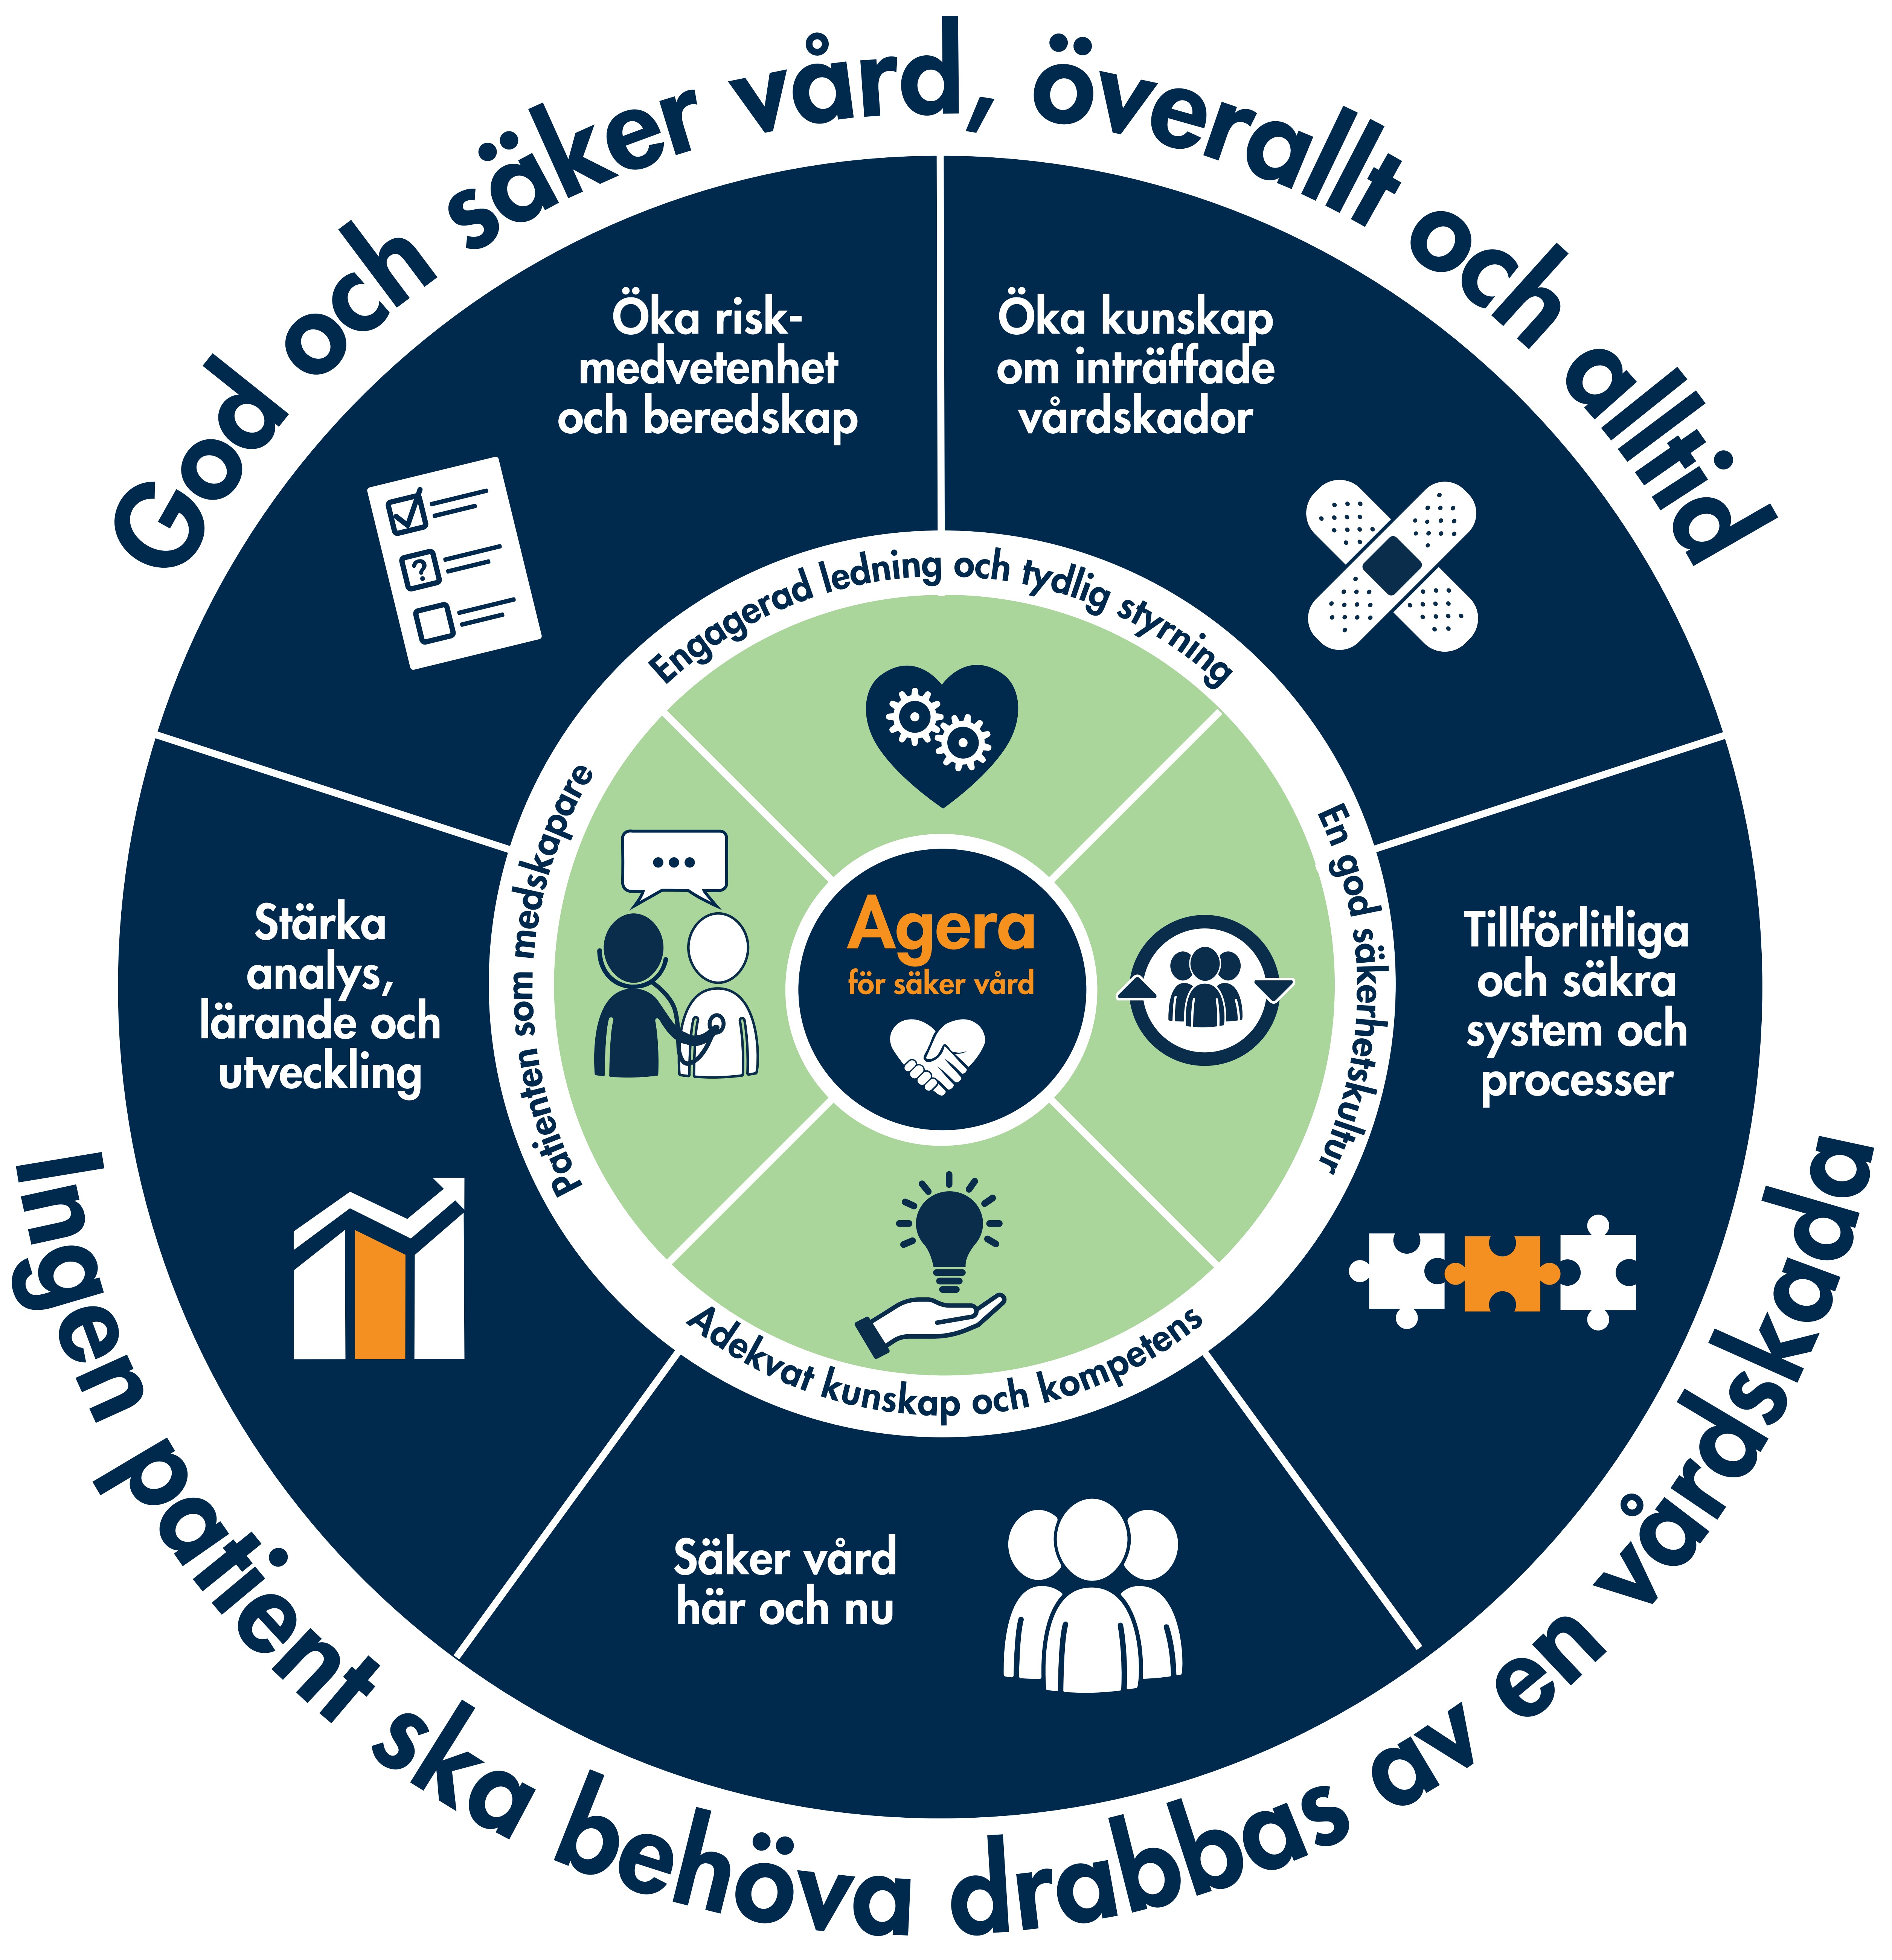 God och säker vård, överallt och alltid
Öka risk-
medvetenhet
och beredskap
Öka kunskap
om inträffade
vårdskador
Engagerad ledning och tydlig styrning
Patienten som medskapare
En god säkerhetskultur
Stärka
analys,
lärande och
utveckling
Agera
för säker vård
Tillförlitliga
och säkra
system och
processer
Adekvat kunskap och kompetens
Säker vård
här och nu
Ingen patient ska behöva drabbas av en vårdskada
?